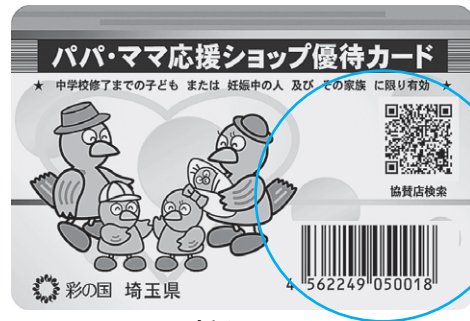 パパ・ママ応援ショップ優待カード
★ 中学校修了までの子ども または 妊娠中の人 及び その家族 に限り有効 ★
協賛店検索
4 562249 050018
彩の国 埼玉県